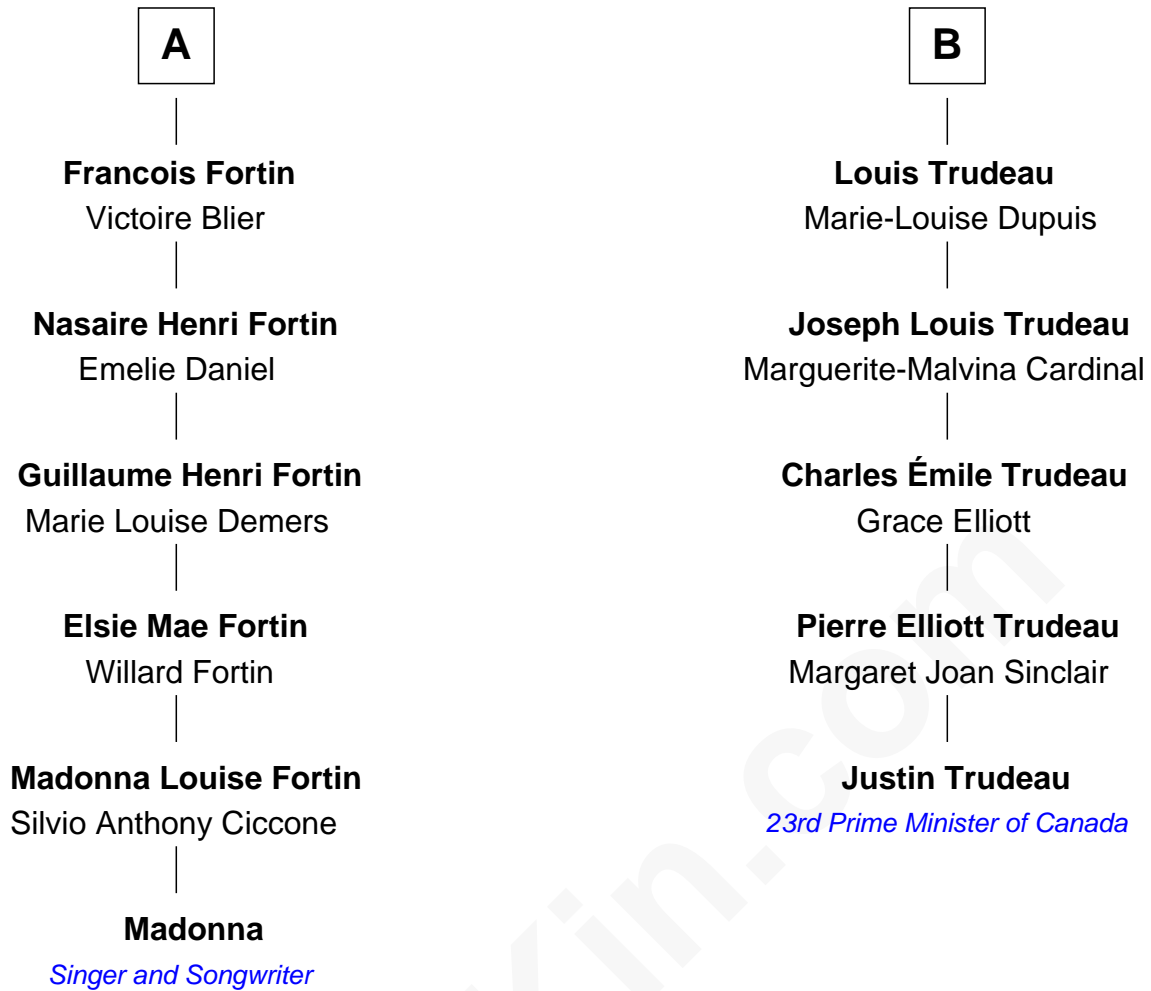 A
Francois Fortin
Victoire Blier
Nasaire Henri Fortin
Emelie Daniel
Guillaume Henri Fortin
Marie Louise Demers
Elsie Mae Fortin
Willard Fortin
Madonna Louise Fortin
Silvio Anthony Ciccone
Madonna
Singer and Songwriter
B
Louis Trudeau
Marie-Louise Dupuis
Joseph Louis Trudeau
Marguerite-Malvina Cardinal
Charles Émile Trudeau
Grace Elliott
Pierre Elliott Trudeau
Margaret Joan Sinclair
Justin Trudeau
23rd Prime Minister of Canada
Kin.com